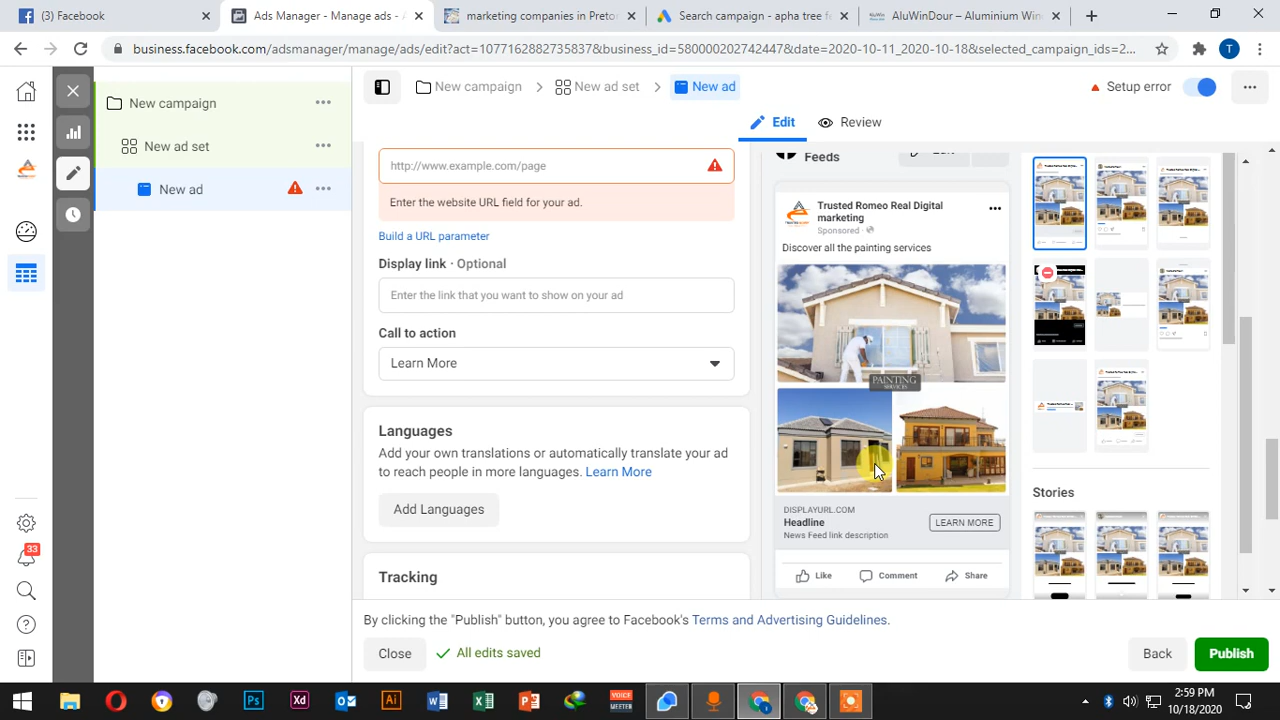 (3) Facebook
Ads Manager - Manage ads -
marketing companies in Pretor
Search campaign - apha tree f
AluWinDour – Aluminium Wind
business.facebook.com/adsmanager/manage/ads/edit?act=1077162882735837&business_id=580000202742447&date=2020-10-11_2020-10-18&selected_campaign_ids=2...
T
New campaign
New ad set
New ad
New campaign
New ad set
New ad
Setup error
Edit
Review
http://www.example.com/page
Enter the website URL field for your ad.
Build a URL parameter
Display link · Optional
Enter the link that you want to show on your ad
Call to action
Learn More
Languages
Add your own translations or automatically translate your ad
to reach people in more languages. Learn More
Add Languages
Tracking
Feeds
Trusted Romeo Real Digital
marketing
Sponsored ·
Discover all the painting services
PAINTING
SERVICES
DISPLAYURL.COM
Headline
News Feed link description
LEARN MORE
Like
Comment
Share
Stories
33
By clicking the "Publish" button, you agree to Facebook's Terms and Advertising Guidelines.
Close
All edits saved
Back
Publish
Ps
Xd
Ai
VOICE
MEETER
2:59 PM
10/18/2020